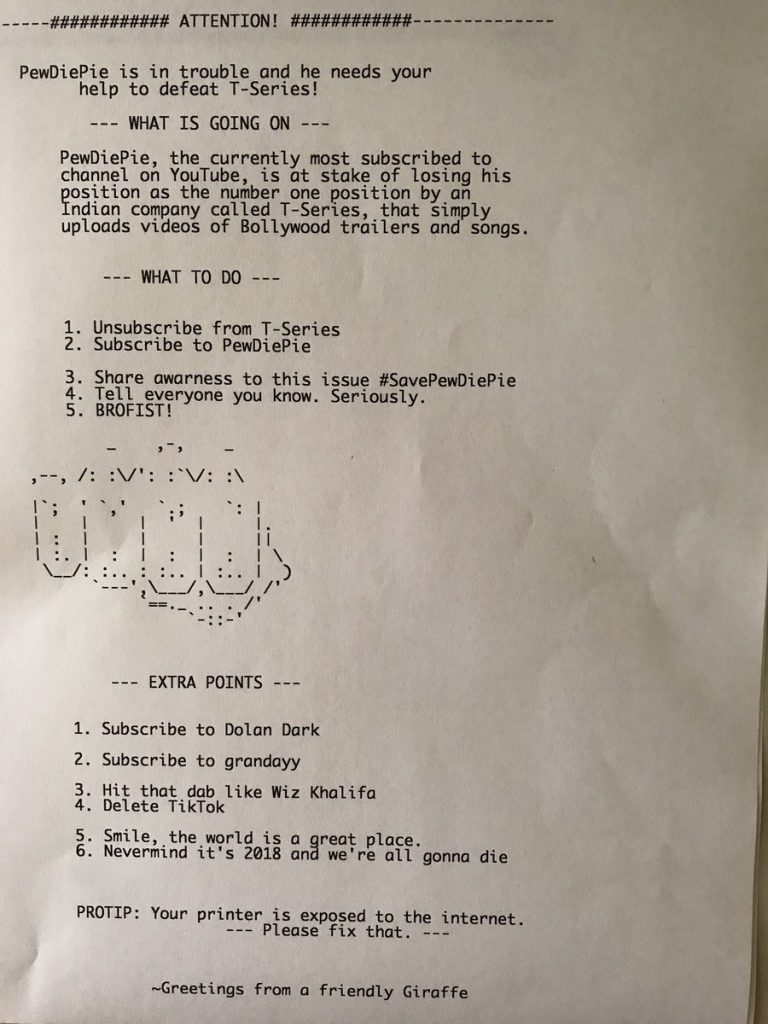 -----############ ATTENTION! ############--------------
PewDiePie is in trouble and he needs your
help to defeat T-Series!
--- WHAT IS GOING ON ---
PewDiePie, the currently most subscribed to
channel on YouTube, is at stake of losing his
position as the number one position by an
Indian company called T-Series, that simply
uploads videos of Bollywood trailers and songs.
--- WHAT TO DO ---
1. Unsubscribe from T-Series
2. Subscribe to PewDiePie
3. Share awarness to this issue #SavePewDiePie
4. Tell everyone you know. Seriously.
5. BROFIST!
--- EXTRA POINTS ---
1. Subscribe to Dolan Dark
2. Subscribe to grandayy
3. Hit that dab like Wiz Khalifa
4. Delete TikTok
5. Smile, the world is a great place.
6. Nevermind it's 2018 and we're all gonna die
PROTIP: Your printer is exposed to the internet.
--- Please fix that. ---
~Greetings from a friendly Giraffe